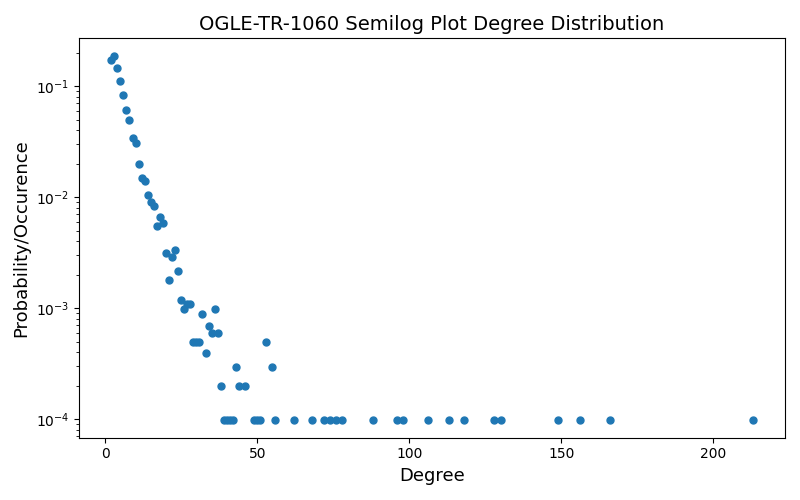 OGLE-TR-1060 Semilog Plot Degree Distribution
Probability/Occurence
10⁻¹
10⁻²
10⁻³
10⁻⁴
0 50 100 150 200
Degree